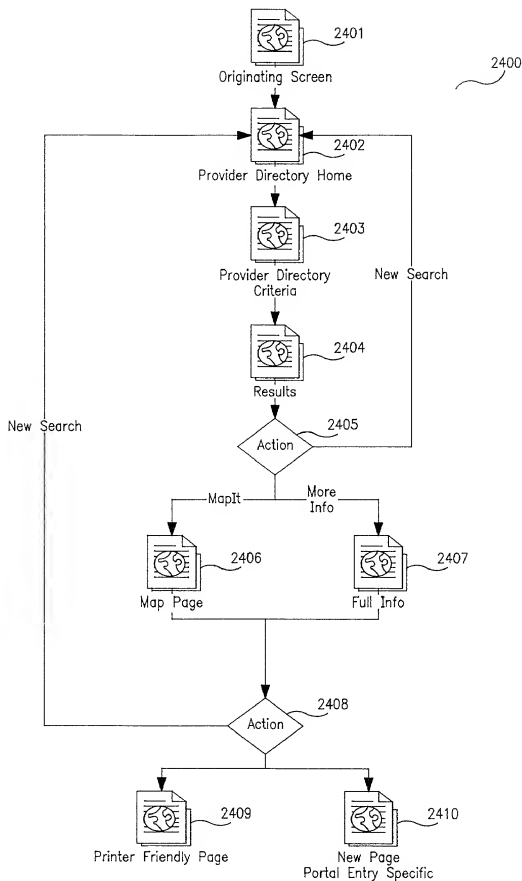 2401
Originating Screen
2400
2402
Provider Directory Home
2403
Provider Directory
Criteria
New Search
2404
Results
2405
Action
New Search
MapIt
More
Info
2406
Map Page
2407
Full Info
2408
Action
2409
Printer Friendly Page
2410
New Page
Portal Entry Specific